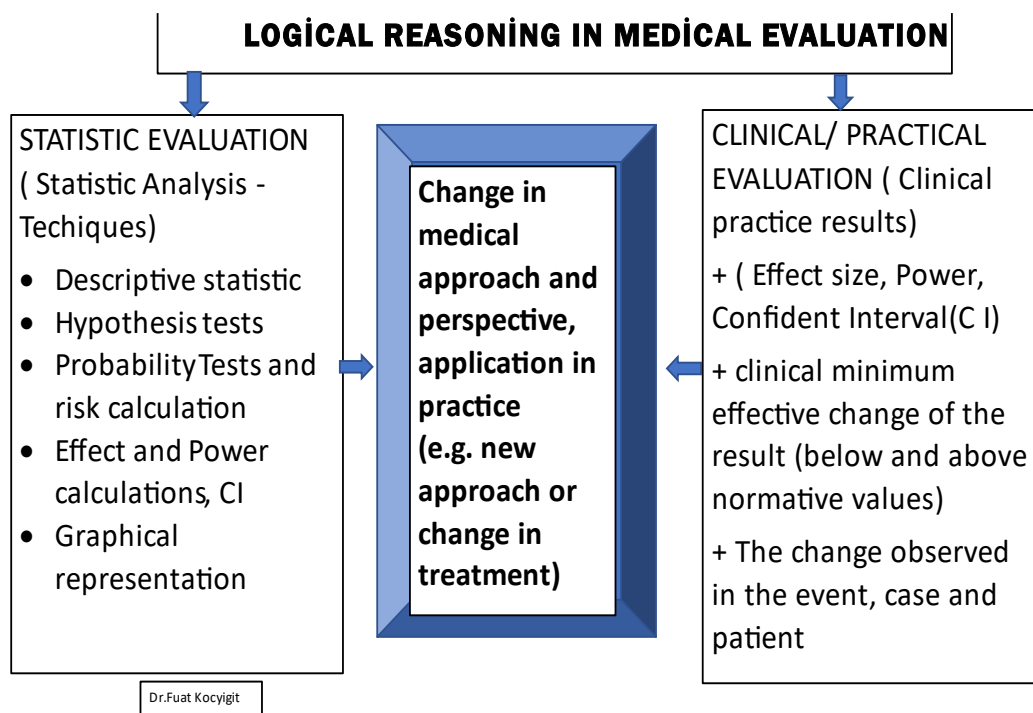 LOGİCAL REASONİNG IN MEDİCAL EVALUATION
STATISTIC EVALUATION
( Statistic Analysis -
Techiques)
• Descriptive statistic
• Hypothesis tests
• Probability Tests and
risk calculation
• Effect and Power
calculations, CI
• Graphical
representation
Change in
medical
approach and
perspective,
application in
practice
(e.g. new
approach or
change in
treatment)
CLINICAL/ PRACTICAL
EVALUATION ( Clinical
practice results)
+ ( Effect size, Power,
Confident Interval(C I)
+ clinical minimum
effective change of the
result (below and above
normative values)
+ The change observed
in the event, case and
patient
Dr.Fuat Kocyigit